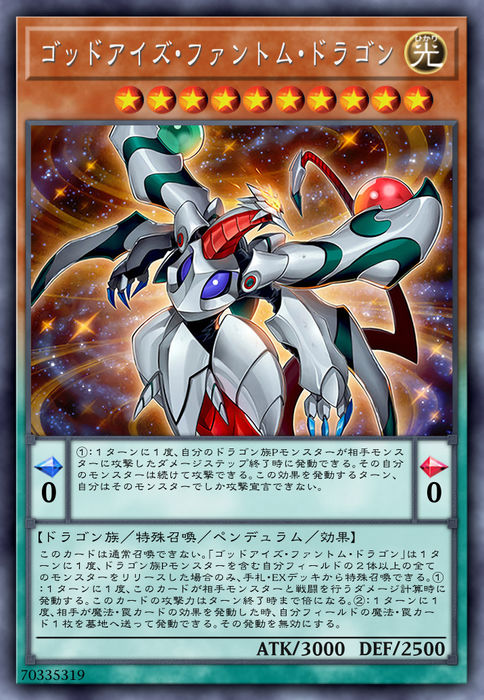 ゴッドアイズ・ファントム・ドラゴン
ひかり
光
①：１ターンに１度、自分のドラゴン族Pモンスターが相手モンス
ターに攻撃したダメージステップ終了時に発動できる。その自分
のモンスターは続けて攻撃できる。この効果を発動するターン、
自分はそのモンスターでしか攻撃宣言できない。
0
0
【ドラゴン族／特殊召喚／ペンデュラム／効果】
このカードは通常召喚できない。「ゴッドアイズ・ファントム・ドラゴン」は１タ
ーンに１度、ドラゴン族Pモンスターを含む自分フィールドの２体以上の全て
のモンスターをリリースした場合のみ、手札・EXデッキから特殊召喚できる。①
：１ターンに１度、このカードが相手モンスターと戦闘を行うダメージ計算時に
発動する。このカードの攻撃力はターン終了時まで倍になる。②：１ターンに１
度、相手が魔法・罠カードの効果を発動した時、自分フィールドの魔法・罠カー
ド１枚を墓地へ送って発動できる。その発動を無効にする。
ATK/3000 DEF/2500
70335319